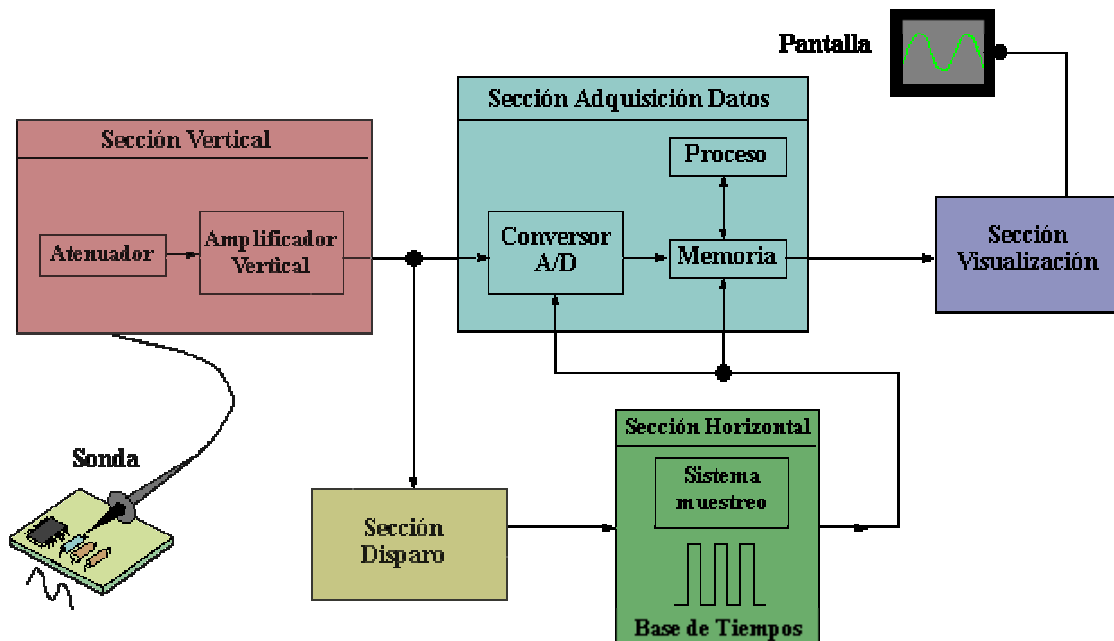 Pantalla
Sección Adquisición Datos
Sección Vertical
Proceso
Atenuador
Amplificador
Vertical
Conversor
A/D
Memoria
Sección
Visualización
Sonda
Sección Horizontal
Sistema
muestreo
Sección
Disparo
Base de Tiempos